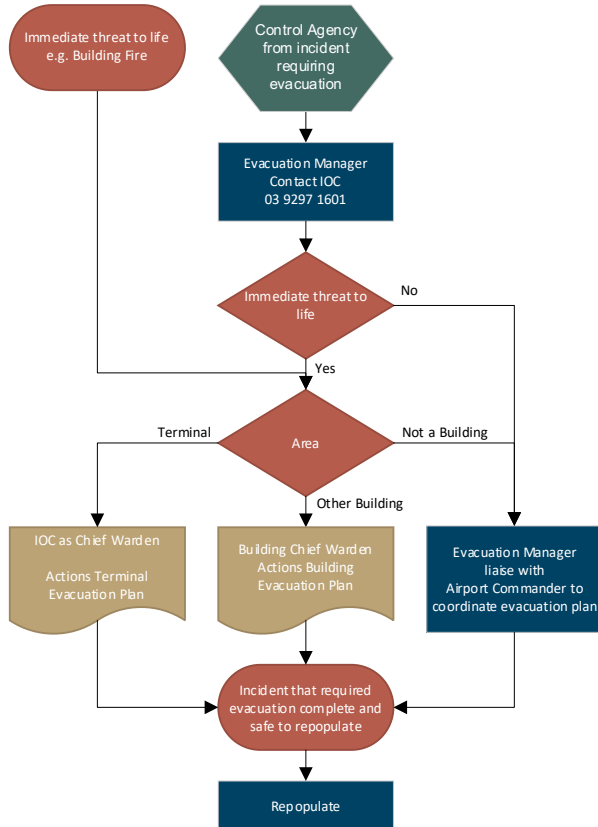 Immediate threat to life
e.g. Building Fire
Control Agency
from incident
requiring
evacuation
Evacuation Manager
Contact IOC
03 9297 1601
Immediate threat to
life
No
Yes
Area
Terminal
Not a Building
Other Building
IOC as Chief Warden
Actions Terminal
Evacuation Plan
Building Chief Warden
Actions Building
Evacuation Plan
Evacuation Manager
liaise with
Airport Commander to
coordinate evacuation plan
Incident that required
evacuation complete and
safe to repopulate
Repopulate